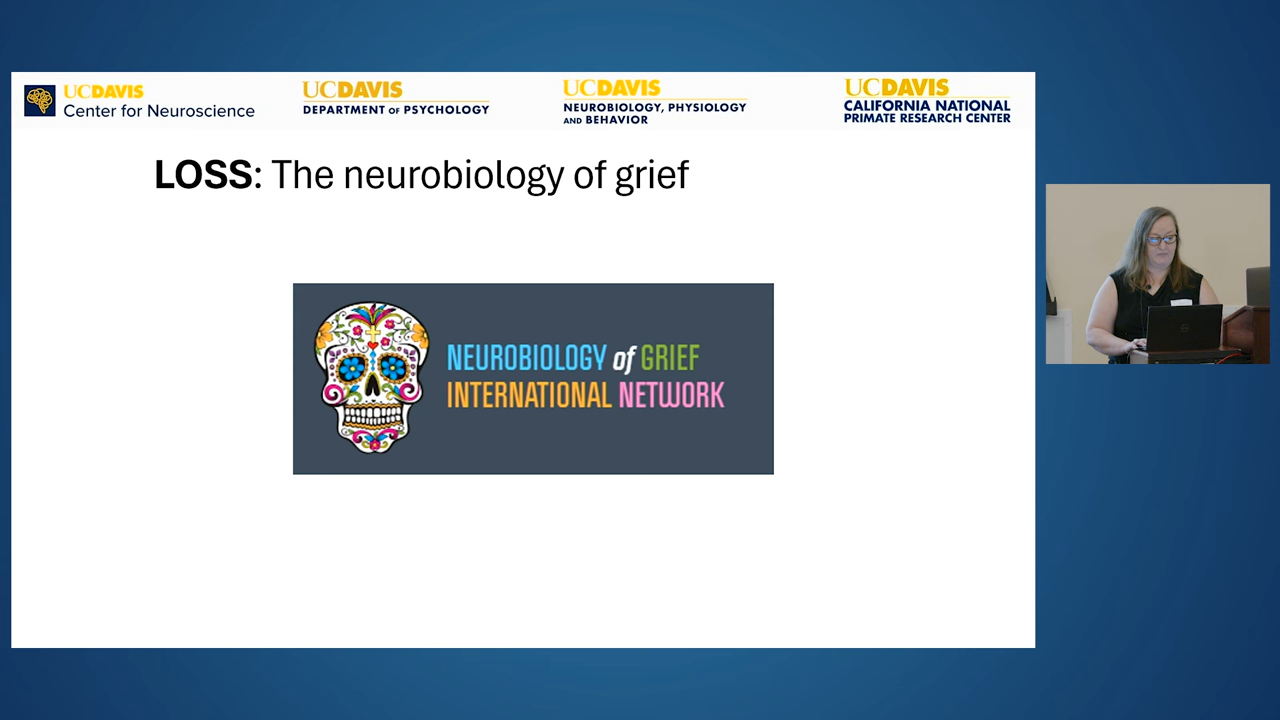 UCDAVIS
Center for Neuroscience
UCDAVIS
DEPARTMENT OF PSYCHOLOGY
UCDAVIS
NEUROBIOLOGY, PHYSIOLOGY
AND BEHAVIOR
UCDAVIS
CALIFORNIA NATIONAL
PRIMATE RESEARCH CENTER
LOSS: The neurobiology of grief
NEUROBIOLOGY of GRIEF
INTERNATIONAL NETWORK